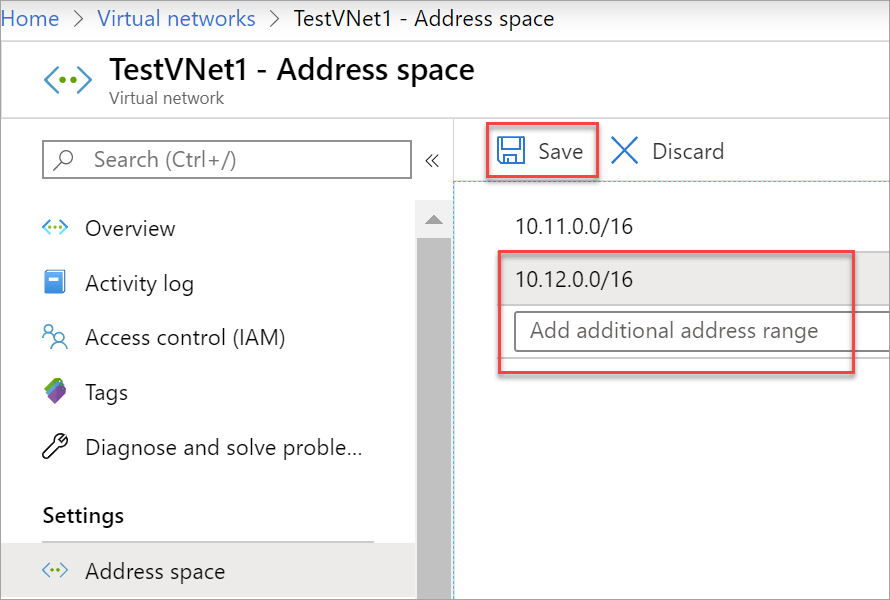 Home > Virtual networks > TestVNet1 - Address space
TestVNet1 - Address space
Virtual network
Search (Ctrl+/)
«
Overview
Activity log
Access control (IAM)
Tags
Diagnose and solve proble...
Settings
Address space
Save
Discard
10.11.0.0/16
10.12.0.0/16
Add additional address range